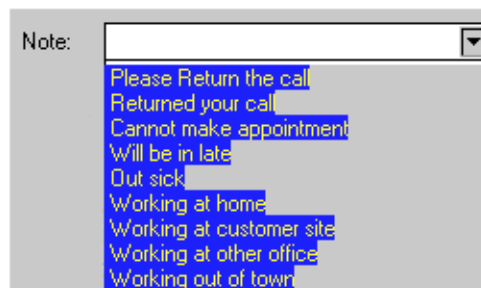 Note:
Please Return the call
Returned your call
Cannot make appointment
Will be in late
Out sick
Working at home
Working at customer site
Working at other office
Working out of town